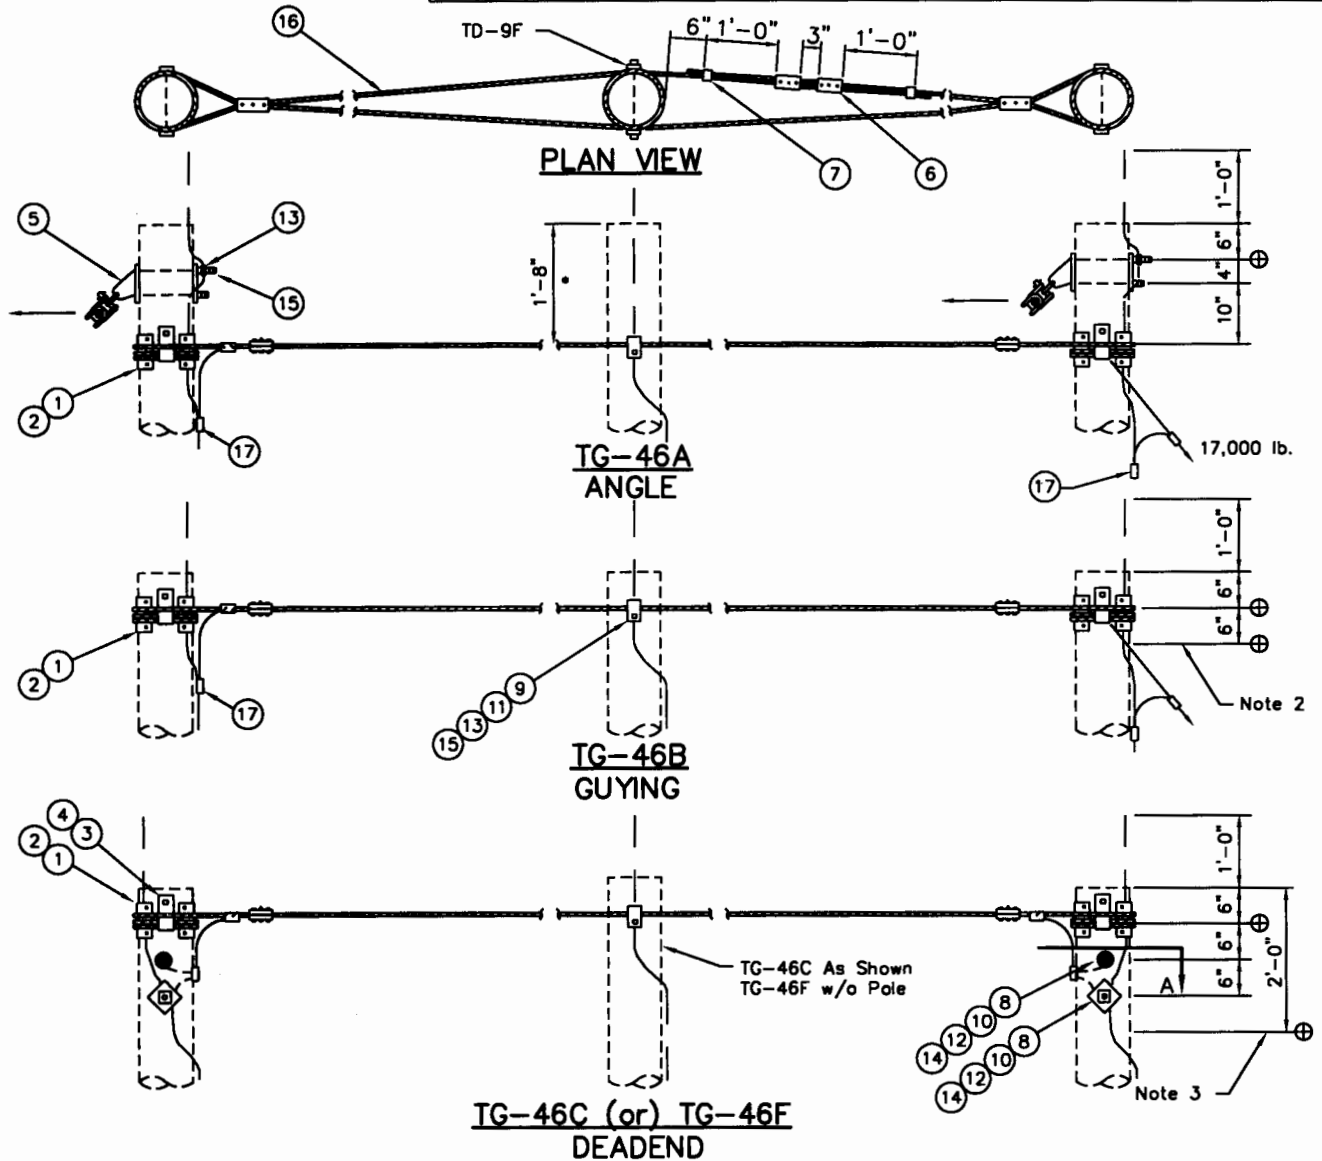 16
TD-9F
6" 1'-0" 3" 1'-0"
PLAN VIEW
7
6
5
13
15
1'-8" *
1'-0"
6"
4"
10"
2 1
17
17,000 lb.
17
TG-46A
ANGLE
1'-0"
6"
6"
2 1
17
15 13 11 9
Note 2
TG-46B
GUYING
4 3
2 1
1'-0"
6"
6"
6"
2'-0"
A
TG-46C As Shown
TG-46F w/o Pole
14 12 10 8
14 12 10 8
Note 3
TG-46C (or) TG-46F
DEADEND